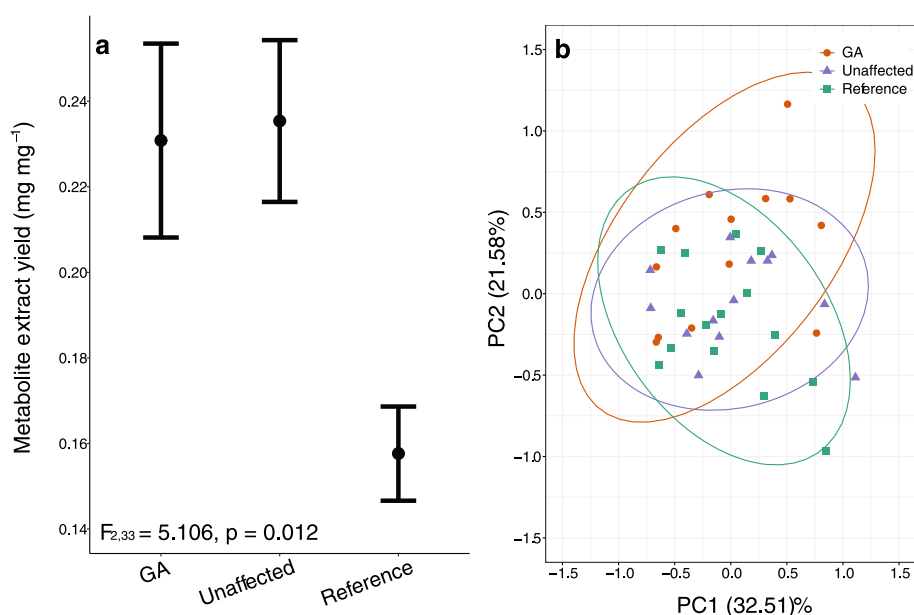 a
Metabolite extract yield (mg mg⁻¹)
0.24
0.22
0.20
0.18
0.16
0.14
F2,33 = 5.106, p = 0.012
GA
Unaffected
Reference
b
GA
Unaffected
Reference
PC2 (21.58%)
1.5
1.0
0.5
0.0
−0.5
−1.0
−1.5
−1.5
−1.0
−0.5
0.0
0.5
1.0
1.5
PC1 (32.51)%